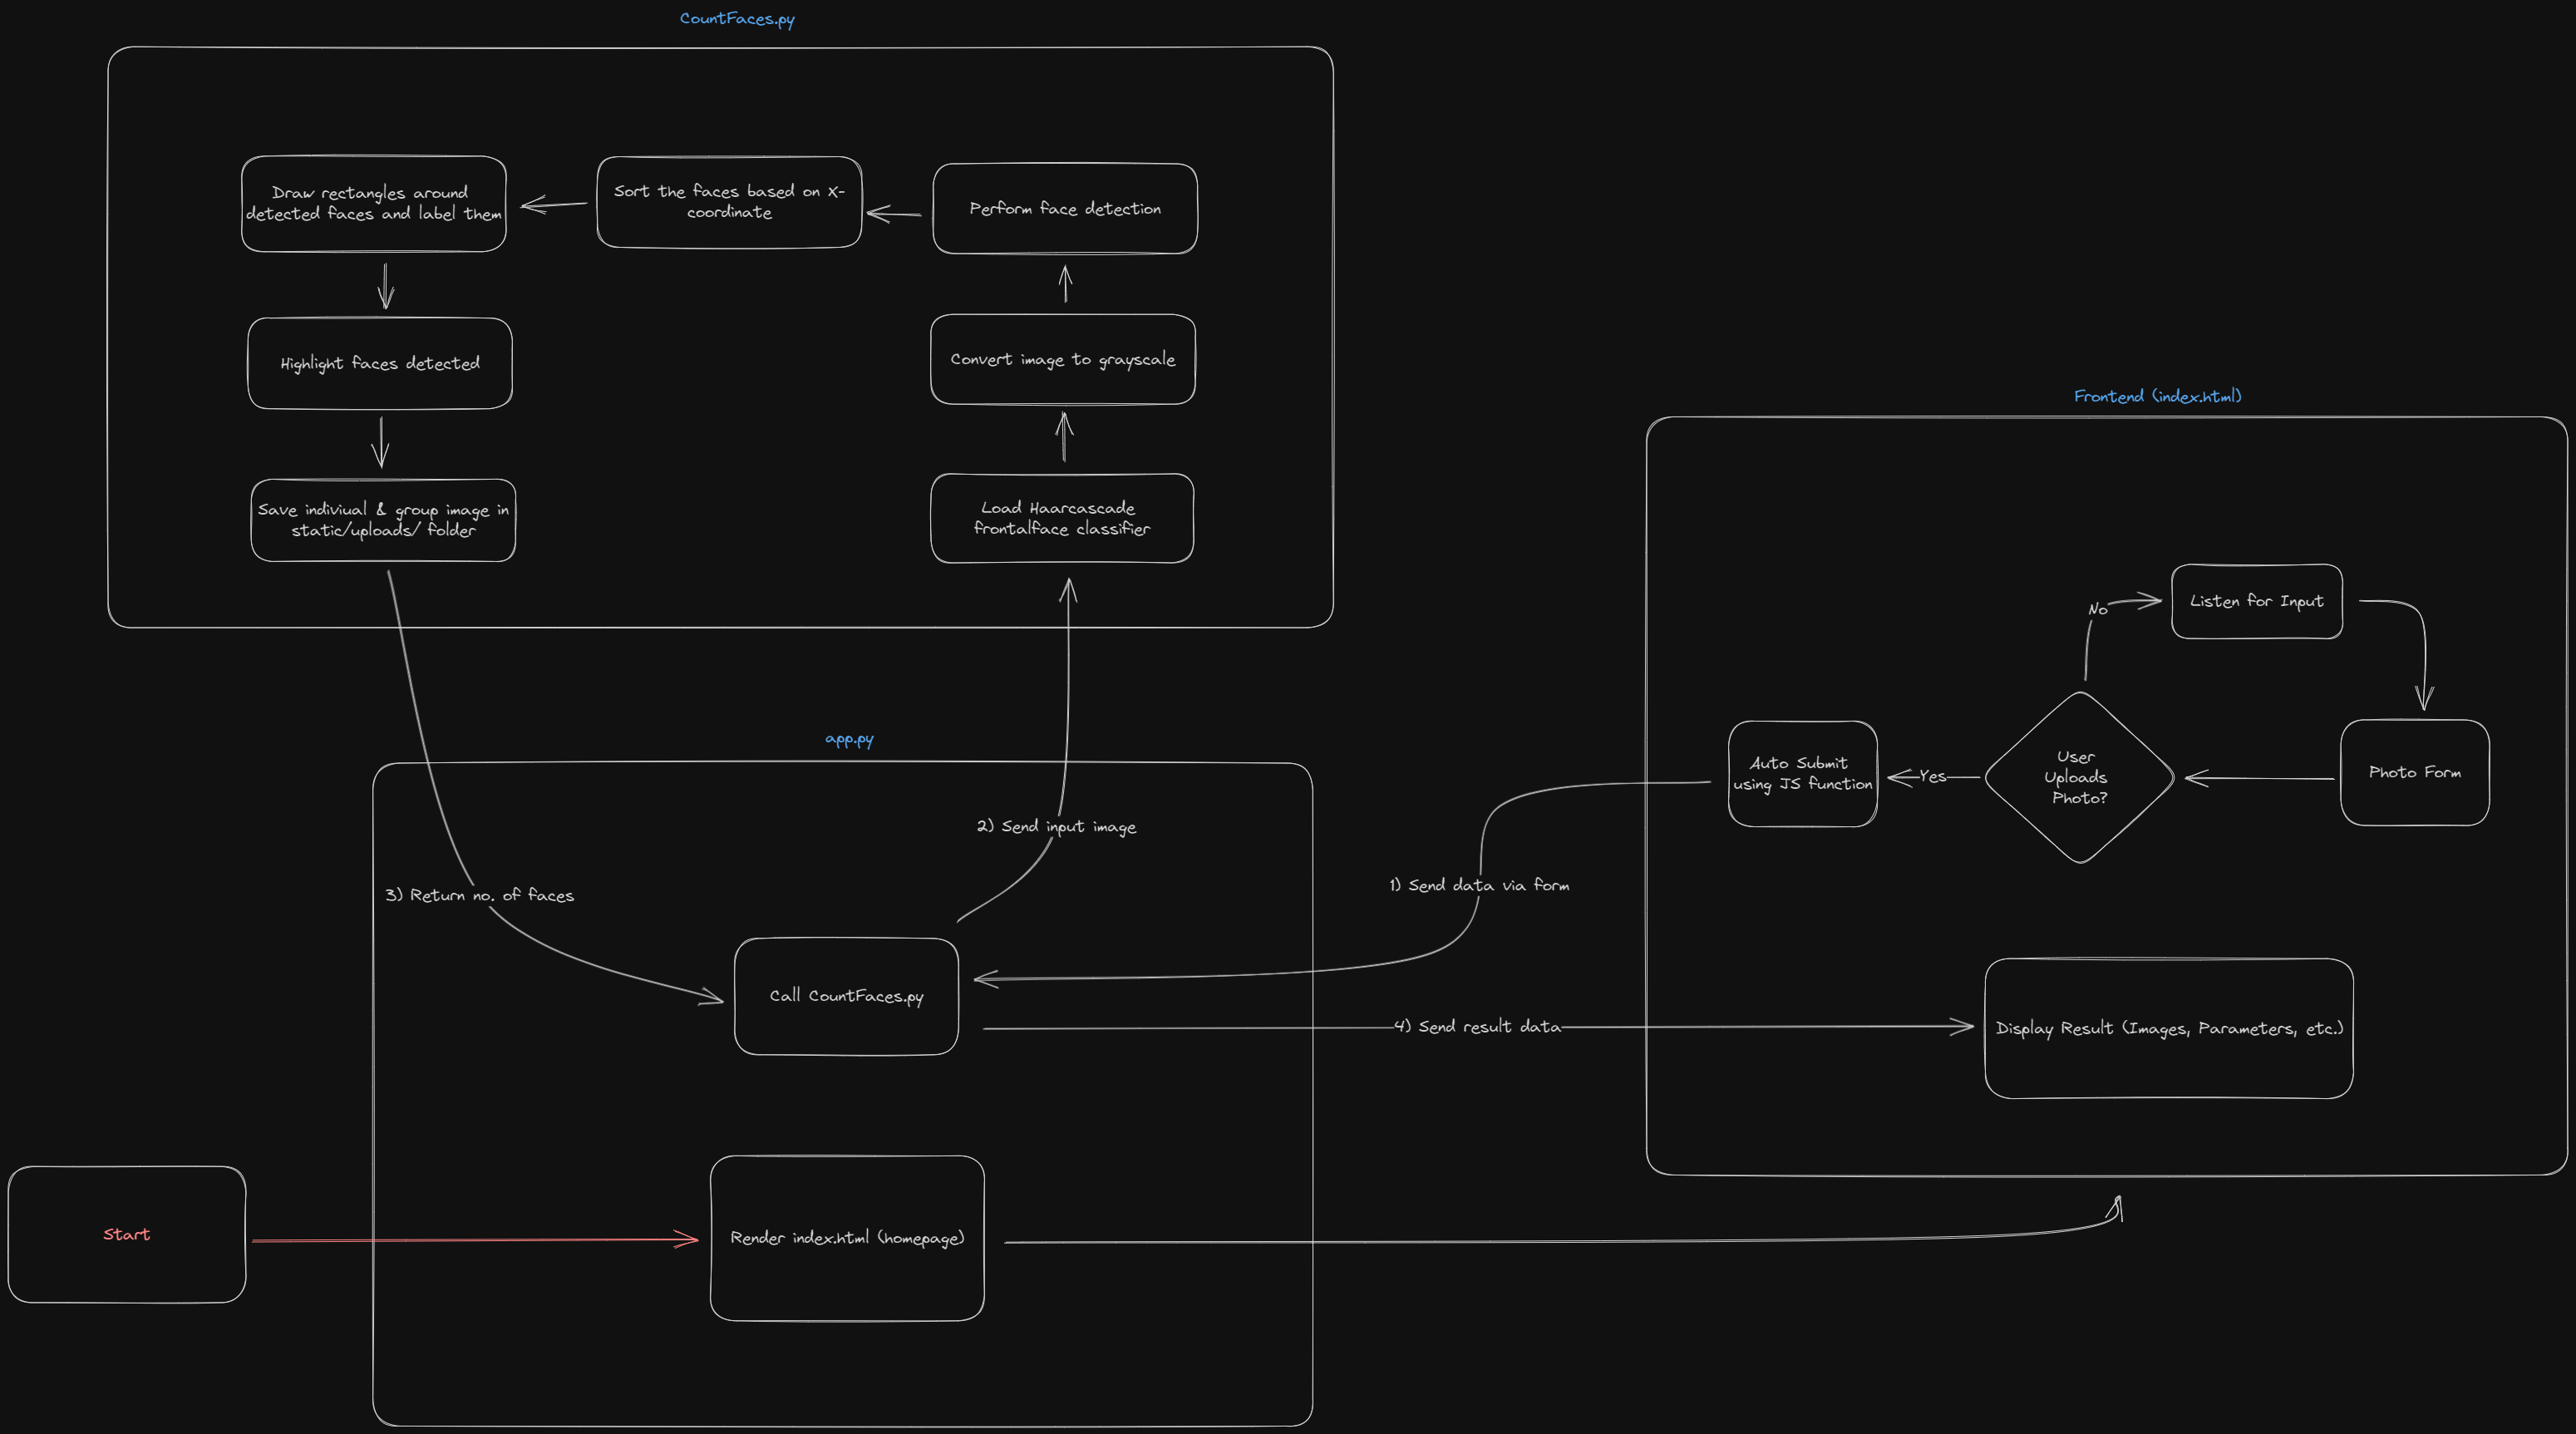 CountFaces.py
Draw rectangles around
detected faces and label them
Sort the faces based on X-
coordinate
Perform face detection
Highlight faces detected
Convert image to grayscale
Save indiviual & group image in
static/uploads/ folder
Load Haarcascade
frontalface classifier
Frontend (index.html)
No
Listen for Input
Auto Submit
using JS function
Yes
User
Uploads
Photo?
Photo Form
app.py
2) Send input image
3) Return no. of faces
1) Send data via form
Call CountFaces.py
4) Send result data
Display Result (Images, Parameters, etc.)
Start
Render index.html (homepage)